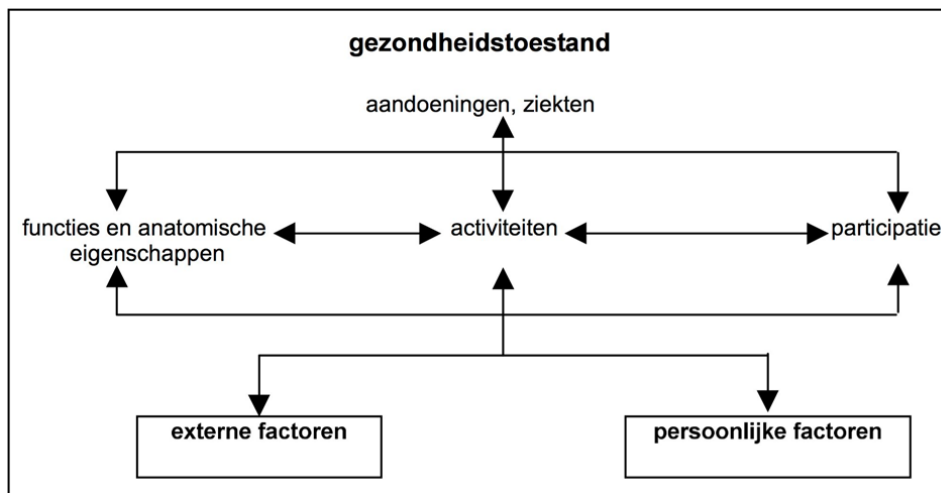 gezondheidstoestand
aandoeningen, ziekten
functies en anatomische
eigenschappen
activiteiten
participatie
externe factoren
persoonlijke factoren